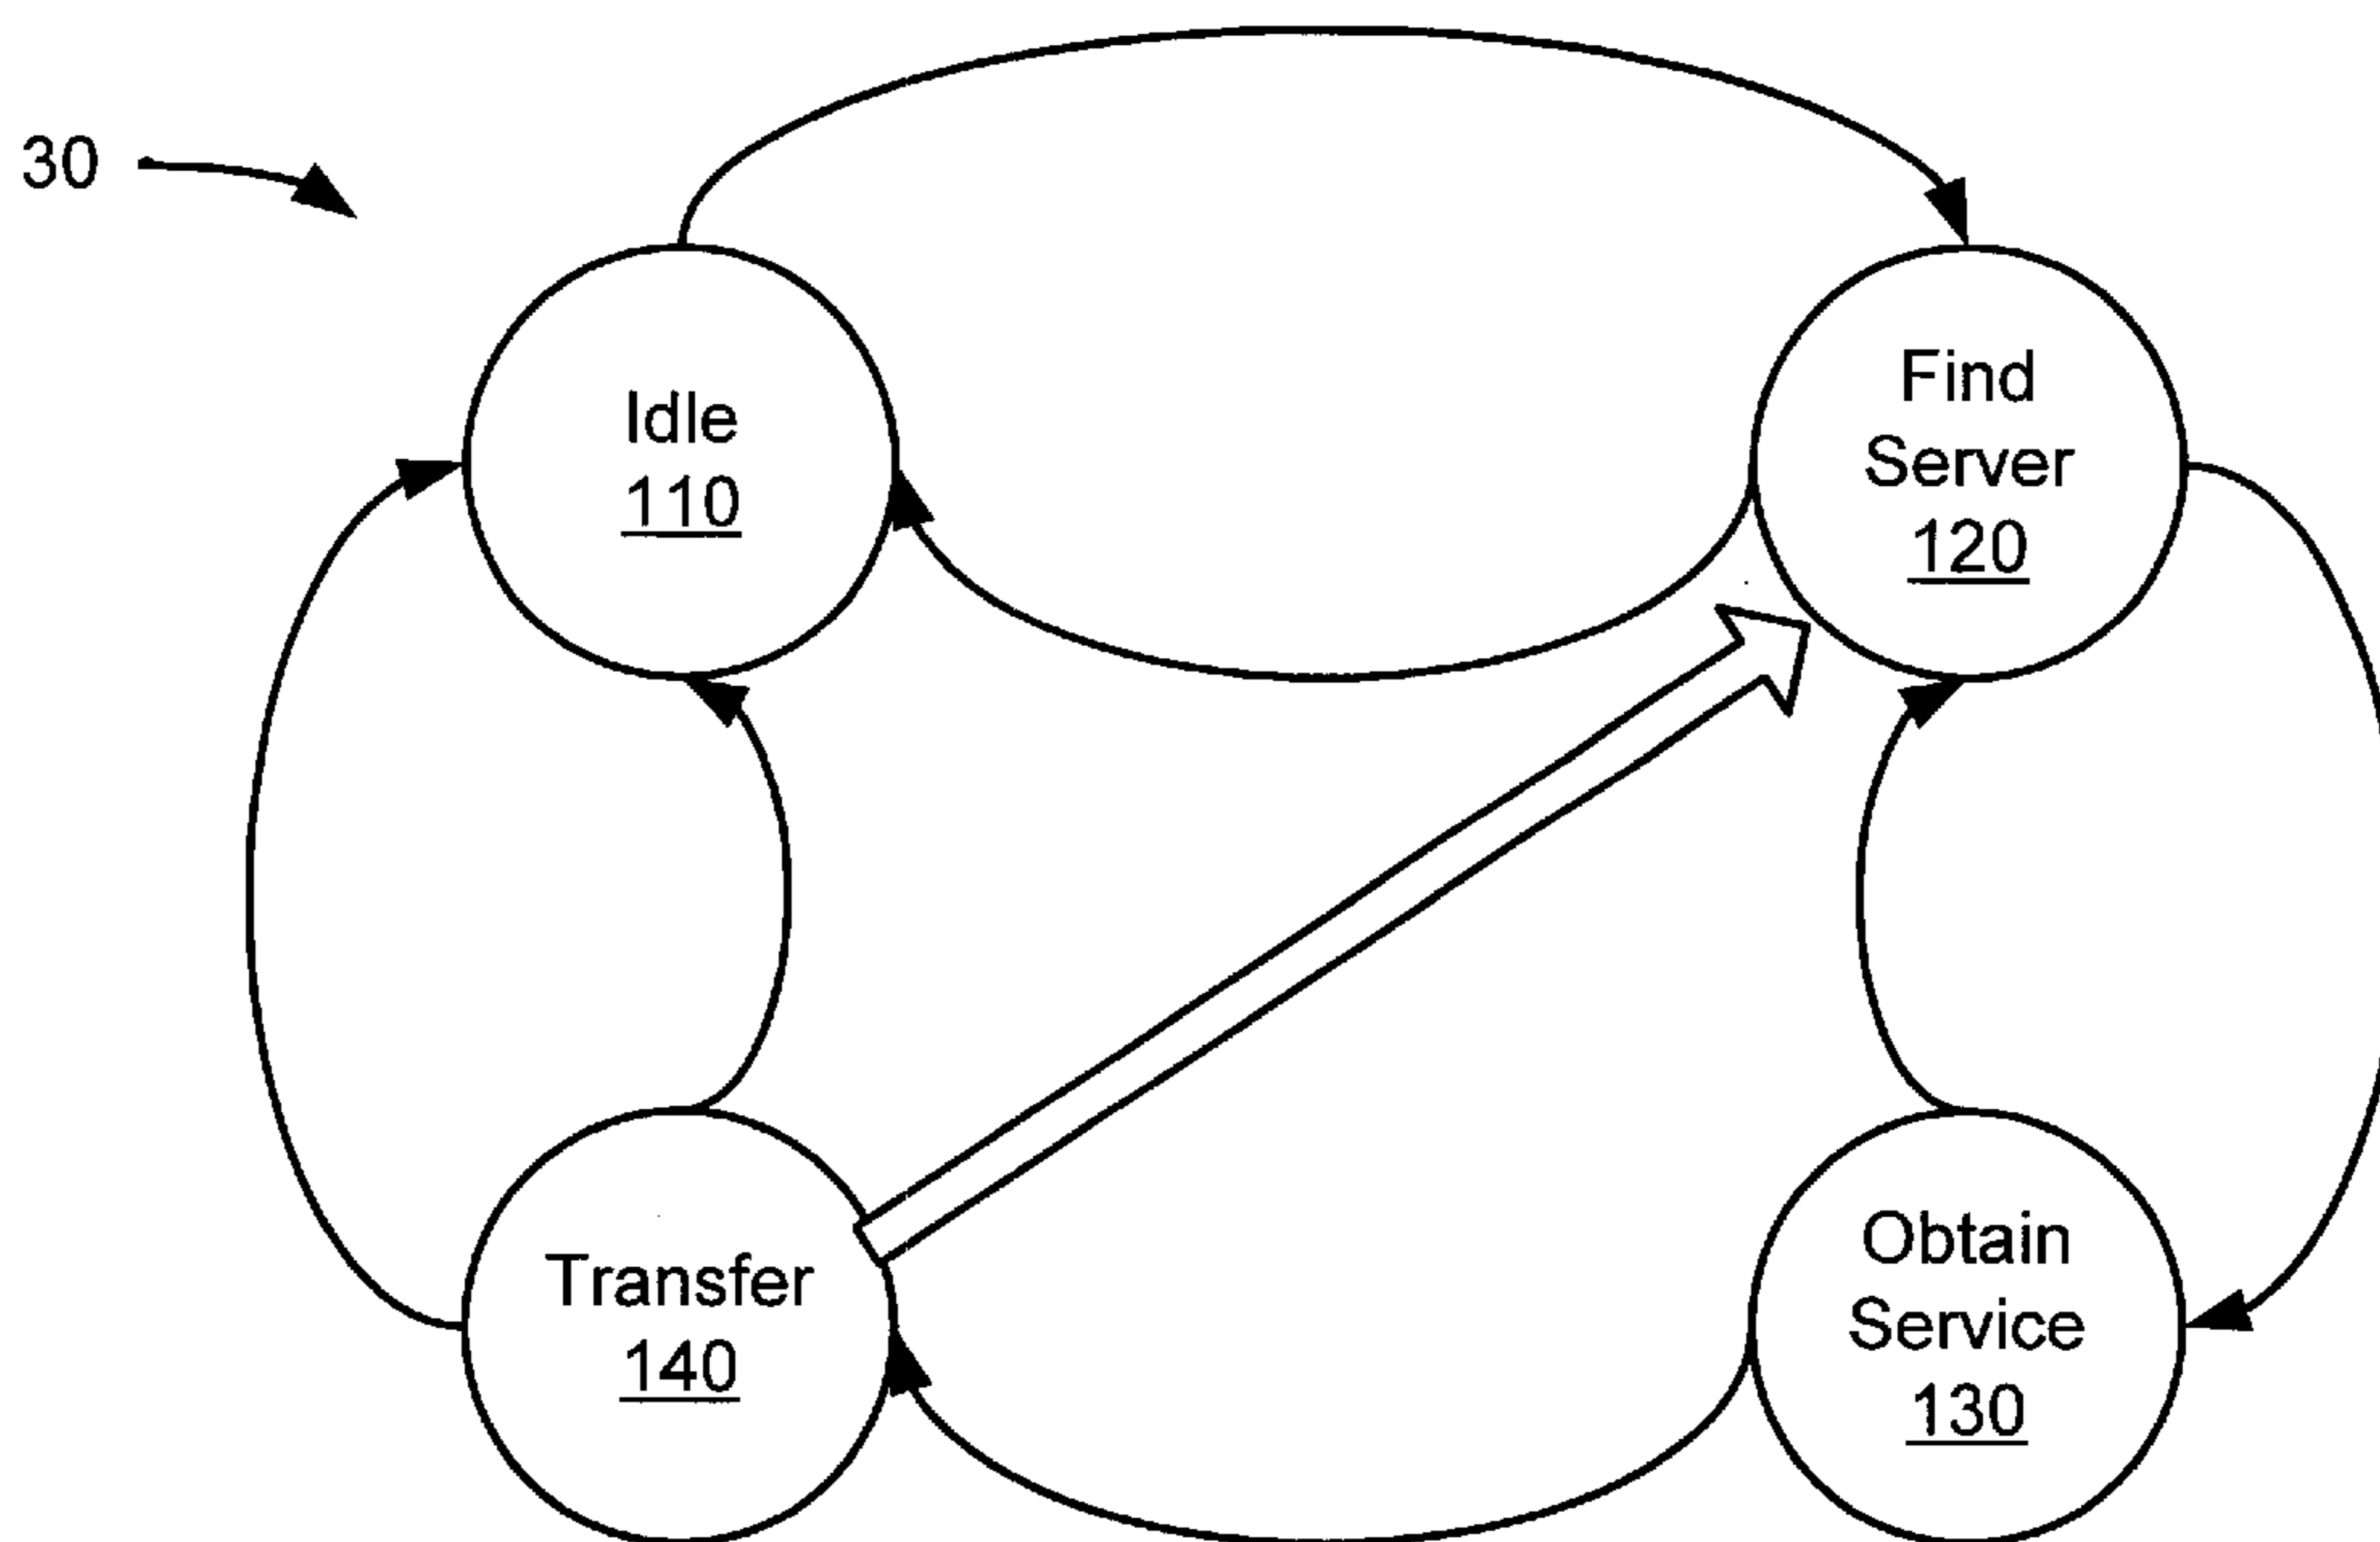 30
Idle
110
Find
Server
120
Transfer
140
Obtain
Service
130